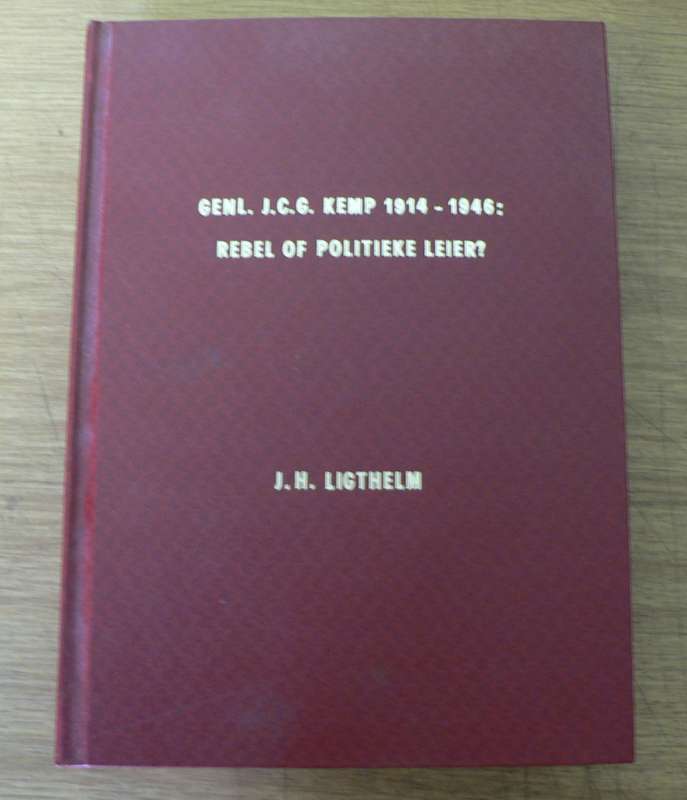 GENL. J.C.G. KEMP 1914 - 1946:
REBEL OF POLITIEKE LEIER?
J. H. LIGTHELM